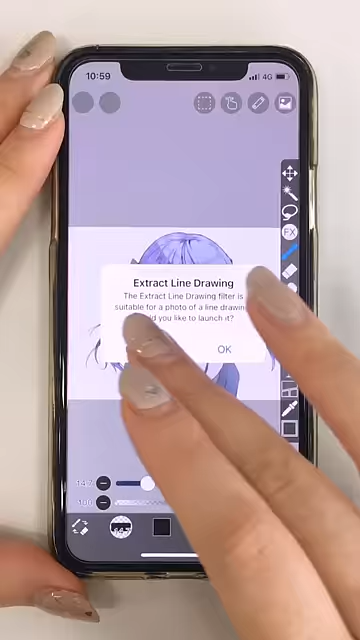 10:59
4G
Extract Line Drawing
The Extract Line Drawing filter is
suitable for a photo of a line drawing
you like to launch it?
OK
FX